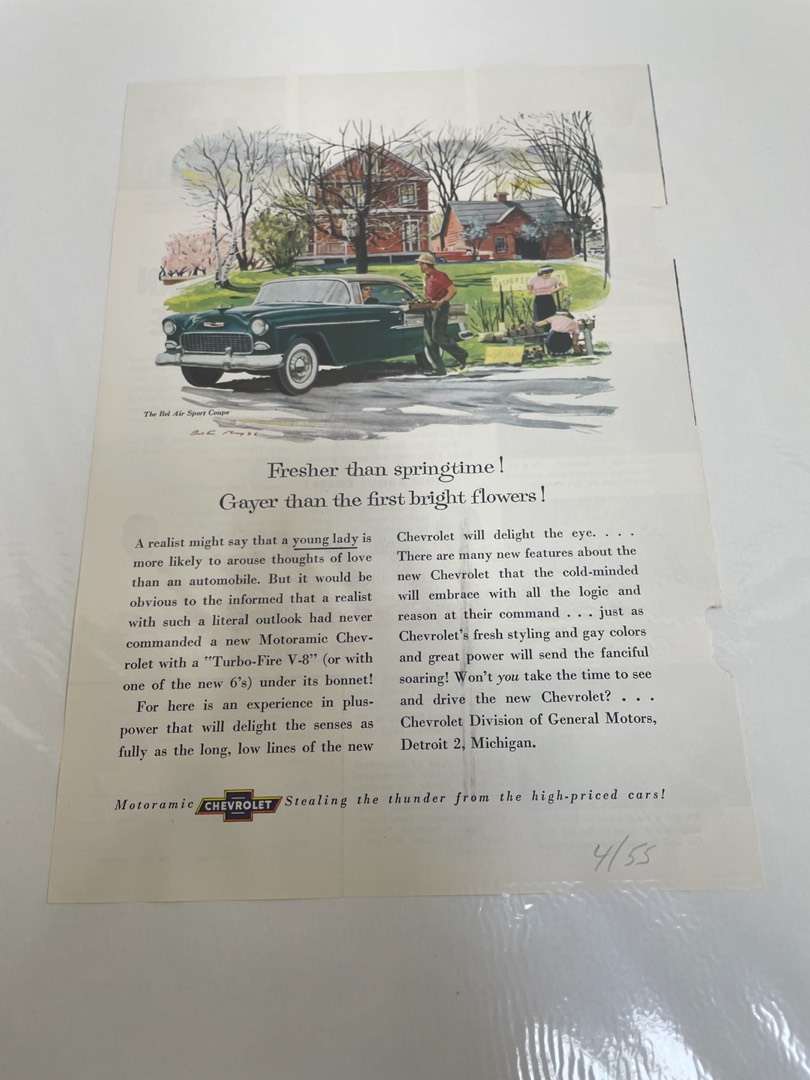 The Bel Air Sport Coupe
Fresher than springtime!
Gayer than the first bright flowers!
A realist might say that a young lady is
more likely to arouse thoughts of love
than an automobile. But it would be
obvious to the informed that a realist
with such a literal outlook had never
commanded a new Motoramic Chev-
rolet with a "Turbo-Fire V-8" (or with
one of the new 6's) under its bonnet!
For here is an experience in plus-
power that will delight the senses as
fully as the long, low lines of the new
Chevrolet will delight the eye. . . .
There are many new features about the
new Chevrolet that the cold-minded
will embrace with all the logic and
reason at their command . . . just as
Chevrolet's fresh styling and gay colors
and great power will send the fanciful
soaring! Won't you take the time to see
and drive the new Chevrolet? . . .
Chevrolet Division of General Motors,
Detroit 2, Michigan.
Motoramic CHEVROLET Stealing the thunder from the high-priced cars!
4/55